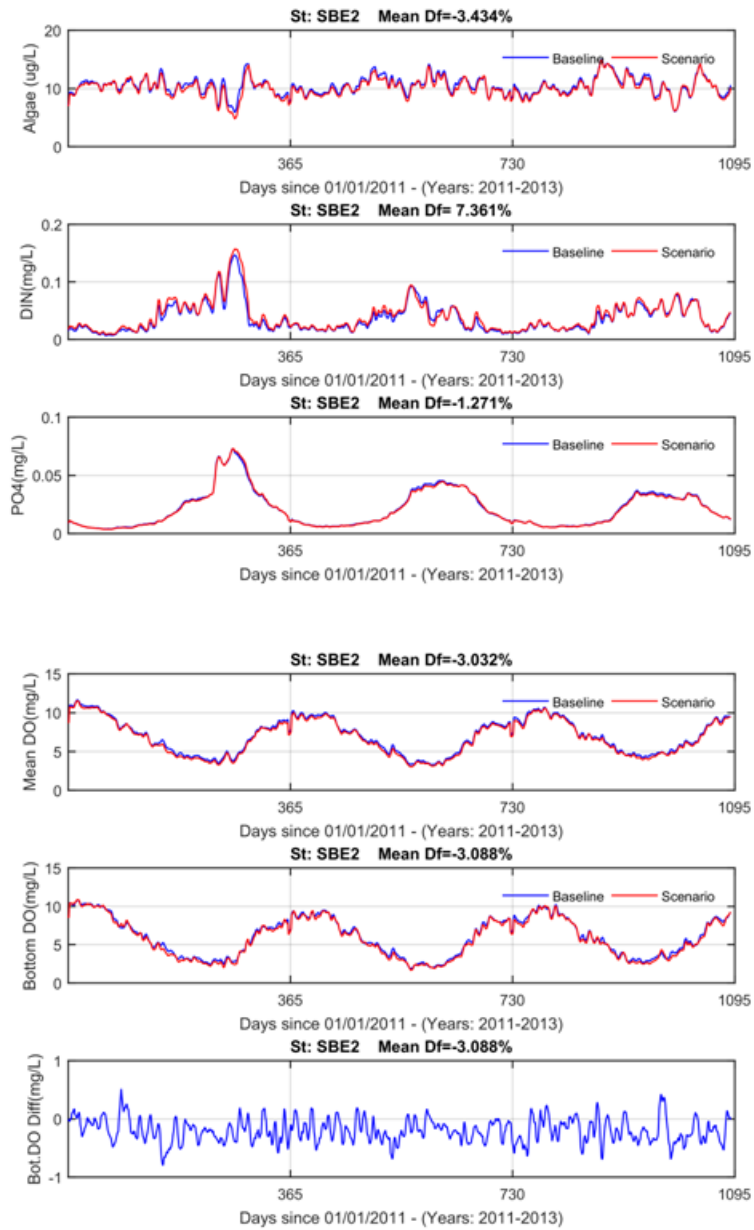 St: SBE2 Mean Df=-3.434%
20
10
0
Algae (ug/L)
Baseline Scenario
365 730 1095
Days since 01/01/2011 - (Years: 2011-2013)
St: SBE2 Mean Df= 7.361%
0.2
0.1
0
DIN(mg/L)
Baseline Scenario
365 730 1095
Days since 01/01/2011 - (Years: 2011-2013)
St: SBE2 Mean Df=-1.271%
0.1
0.05
0
PO4(mg/L)
Baseline Scenario
365 730 1095
Days since 01/01/2011 - (Years: 2011-2013)
St: SBE2 Mean Df=-3.032%
15
10
5
0
Mean DO(mg/L)
Baseline Scenario
365 730 1095
Days since 01/01/2011 - (Years: 2011-2013)
St: SBE2 Mean Df=-3.088%
15
10
5
0
Bottom DO(mg/L)
Baseline Scenario
365 730 1095
Days since 01/01/2011 - (Years: 2011-2013)
St: SBE2 Mean Df=-3.088%
1
0
-1
Bot.DO Diff(mg/L)
365 730 1095
Days since 01/01/2011 - (Years: 2011-2013)